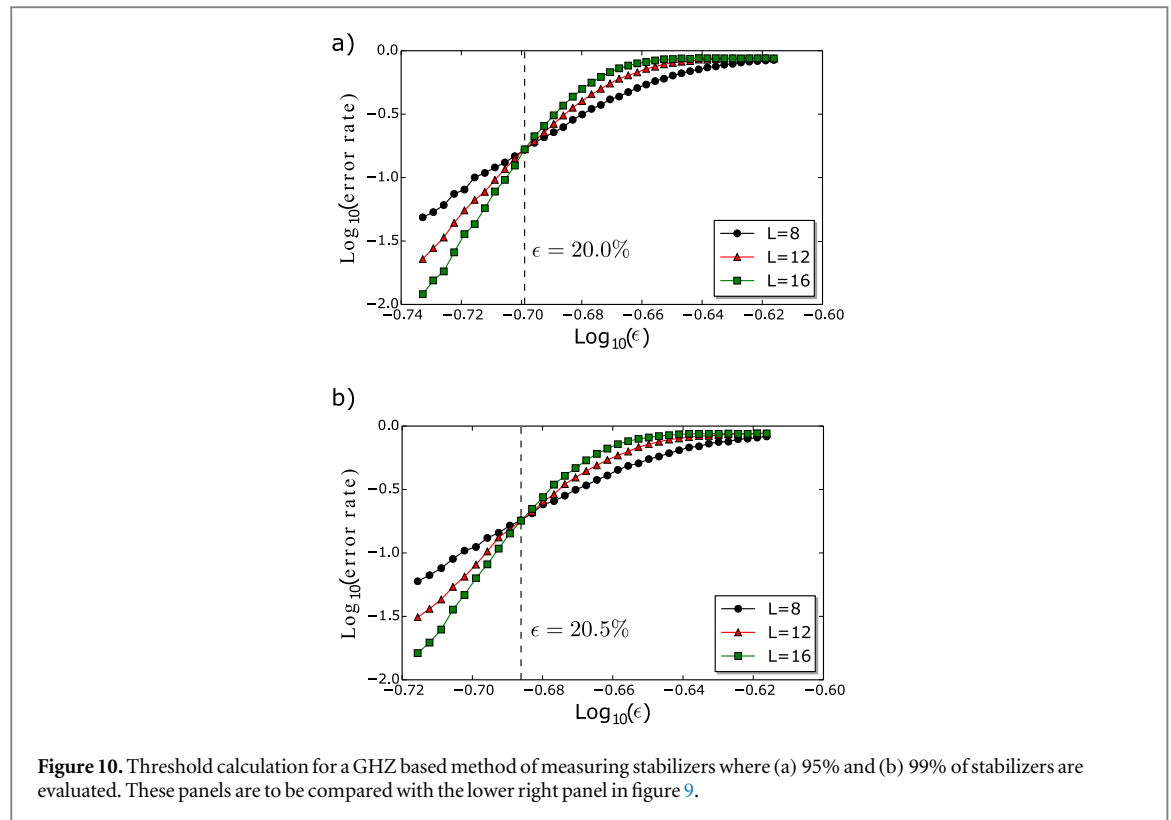 a)
0.0
−0.5
−1.0
−1.5
−2.0
Log10(error rate)
ϵ = 20.0%
L=8
L=12
L=16
−0.74 −0.72 −0.70 −0.68 −0.66 −0.64 −0.62 −0.60
Log10(ϵ)
b)
0.0
−0.5
−1.0
−1.5
−2.0
Log10(error rate)
ϵ = 20.5%
L=8
L=12
L=16
−0.72 −0.70 −0.68 −0.66 −0.64 −0.62 −0.60
Log10(ϵ)
Figure 10. Threshold calculation for a GHZ based method of measuring stabilizers where (a) 95% and (b) 99% of stabilizers are
evaluated. These panels are to be compared with the lower right panel in figure 9.